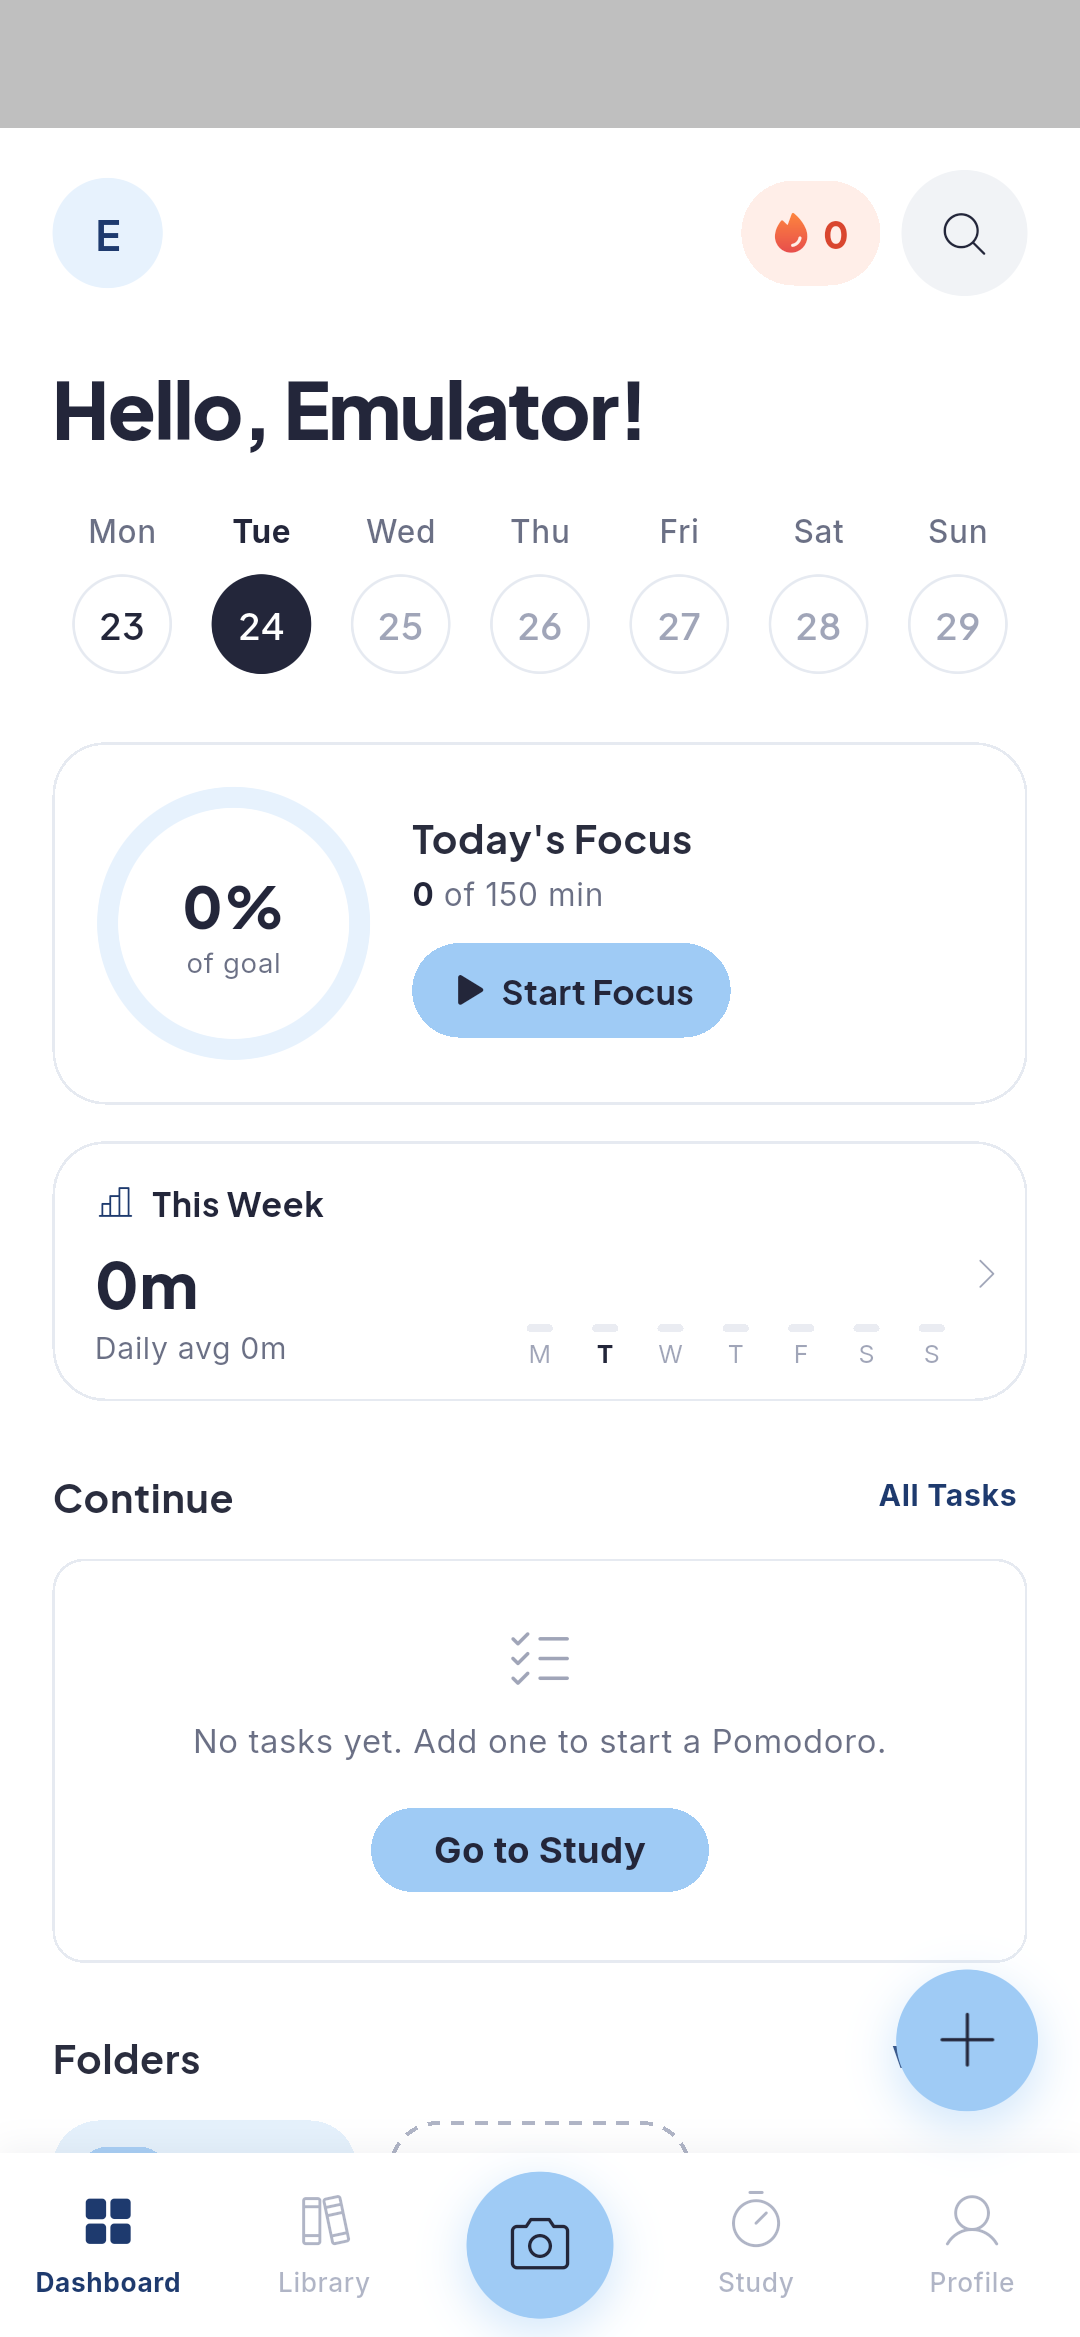 E
0
Hello, Emulator!
Mon Tue Wed Thu Fri Sat Sun
23 24 25 26 27 28 29
0%
of goal
Today's Focus
0 of 150 min
Start Focus
This Week
0m
Daily avg 0m
M T W T F S S
Continue
All Tasks
No tasks yet. Add one to start a Pomodoro.
Go to Study
Folders
Dashboard Library Study Profile